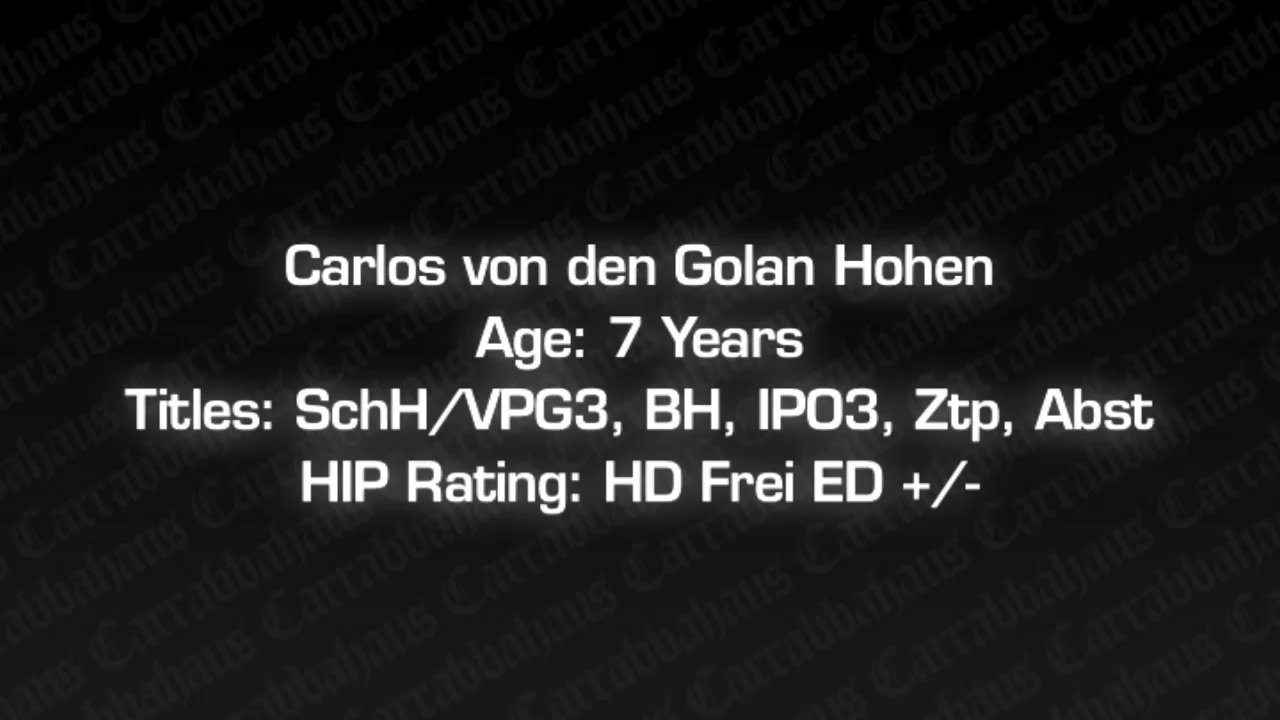 Carlos von den Golan Hohen
Age: 7 Years
Titles: SchH/VPG3, BH, IPO3, Ztp, Abst
HIP Rating: HD Frei ED +/-
Carrabbahaus